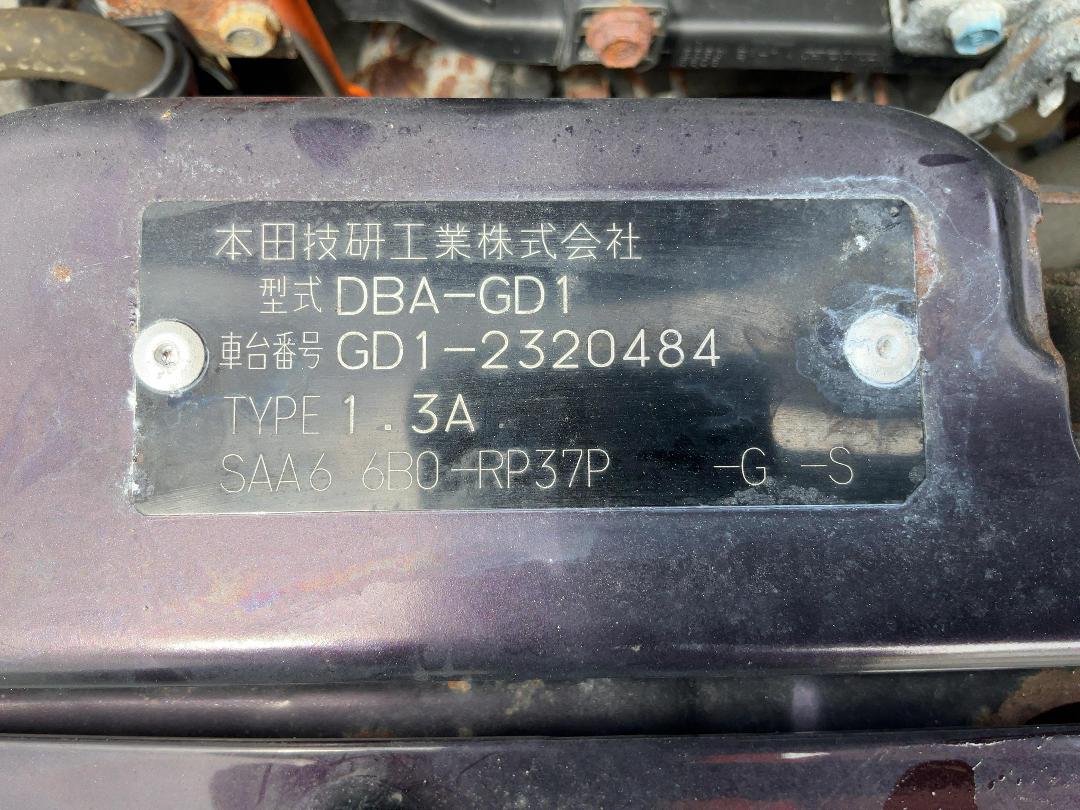 本田技研工業株式会社
型式 DBA-GD1
車台番号 GD1-2320484
TYPE 1.3A
SAA6 6B0-RP37P -G -S